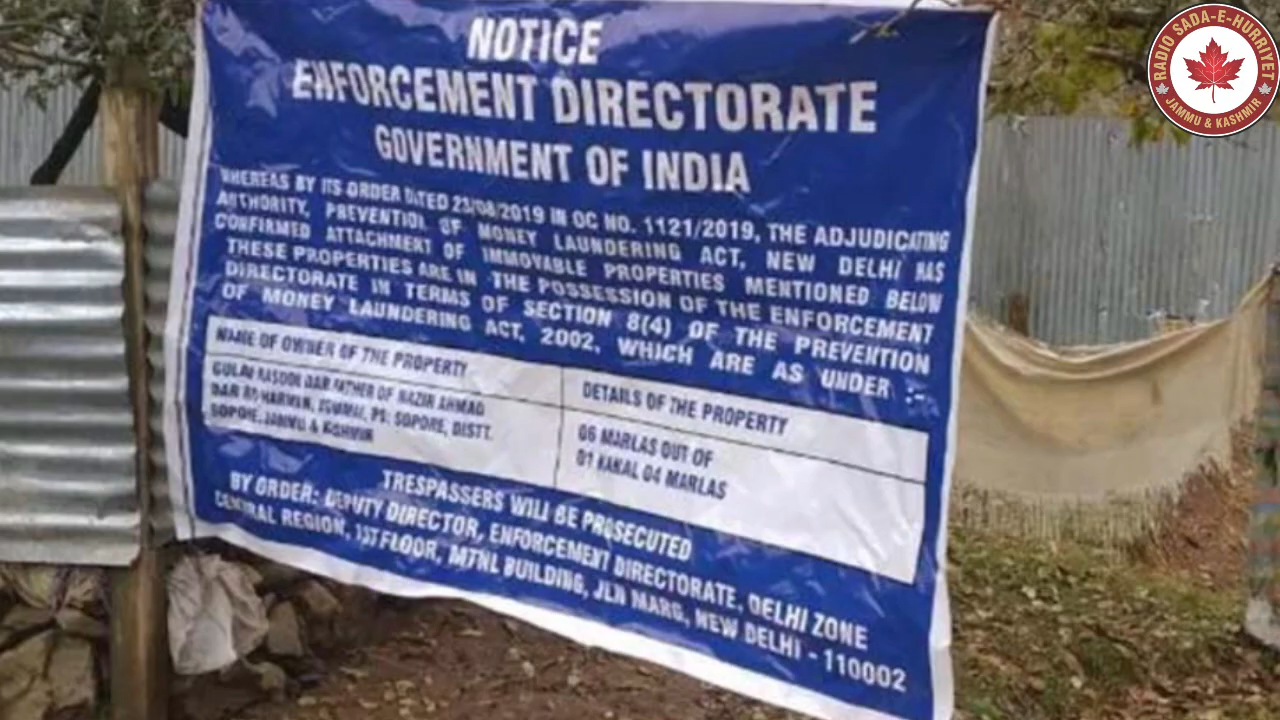 NOTICE
ENFORCEMENT DIRECTORATE
GOVERNMENT OF INDIA
WHEREAS BY ITS ORDER DATED 23/08/2019 IN OC NO. 1121/2019, THE ADJUDICATING
AUTHORITY, PREVENTION OF MONEY LAUNDERING ACT, NEW DELHI HAS
CONFIRMED ATTACHMENT OF IMMOVABLE PROPERTIES MENTIONED BELOW
THESE PROPERTIES ARE IN THE POSSESSION OF THE ENFORCEMENT
DIRECTORATE IN TERMS OF SECTION 8(4) OF THE PREVENTION
OF MONEY LAUNDERING ACT, 2002, WHICH ARE AS UNDER :-
NAME OF OWNER OF THE PROPERTY
GULAM RASOOL DAR FATHER OF NAZIR AHMAD
DAR RO HARWAN, PS: SOPORE, DISTT.
SOPORE, JAMMU & KASHMIR
DETAILS OF THE PROPERTY
06 MARLAS OUT OF
01 KANAL 04 MARLAS
TRESPASSERS WILL BE PROSECUTED
BY ORDER: DEPUTY DIRECTOR, ENFORCEMENT DIRECTORATE, DELHI ZONE
CENTRAL REGION, 1ST FLOOR, MTNL BUILDING, JLN MARG, NEW DELHI - 110002
RADIO SADA-E-HURRIYET
JAMMU & KASHMIR